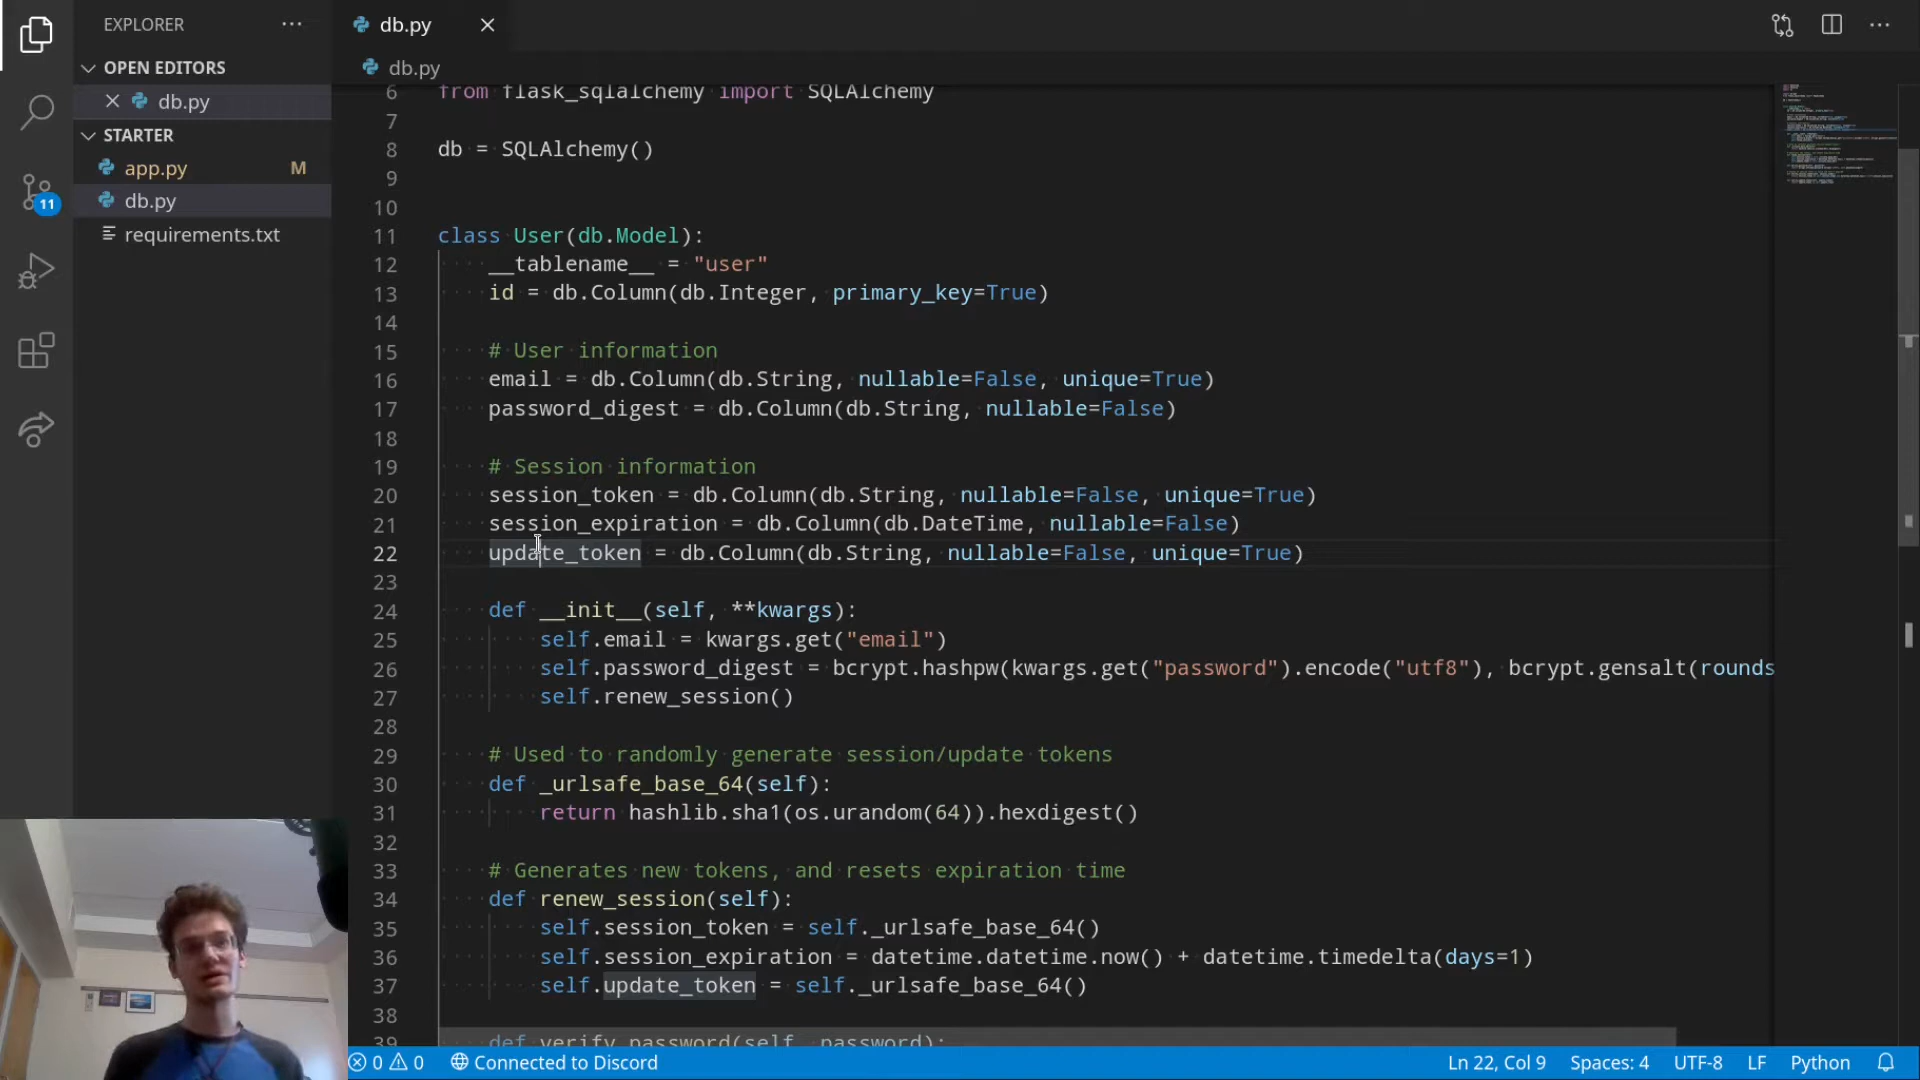 EXPLORER
OPEN EDITORS
db.py
STARTER
app.py M
db.py
requirements.txt
11
db.py
db.py
6 from flask_sqlalchemy import SQLAlchemy
7
8 db = SQLAlchemy()
9
10
11 class User(db.Model):
12 __tablename__ = "user"
13 id = db.Column(db.Integer, primary_key=True)
14
15 # User information
16 email = db.Column(db.String, nullable=False, unique=True)
17 password_digest = db.Column(db.String, nullable=False)
18
19 # Session information
20 session_token = db.Column(db.String, nullable=False, unique=True)
21 session_expiration = db.Column(db.DateTime, nullable=False)
22 update_token = db.Column(db.String, nullable=False, unique=True)
23
24 def __init__(self, **kwargs):
25 self.email = kwargs.get("email")
26 self.password_digest = bcrypt.hashpw(kwargs.get("password").encode("utf8"), bcrypt.gensalt(rounds
27 self.renew_session()
28
29 # Used to randomly generate session/update tokens
30 def _urlsafe_base_64(self):
31 return hashlib.sha1(os.urandom(64)).hexdigest()
32
33 # Generates new tokens, and resets expiration time
34 def renew_session(self):
35 self.session_token = self._urlsafe_base_64()
36 self.session_expiration = datetime.datetime.now() + datetime.timedelta(days=1)
37 self.update_token = self._urlsafe_base_64()
38
39 def verify_password(self, password):
0 0 Connected to Discord Ln 22, Col 9 Spaces: 4 UTF-8 LF Python